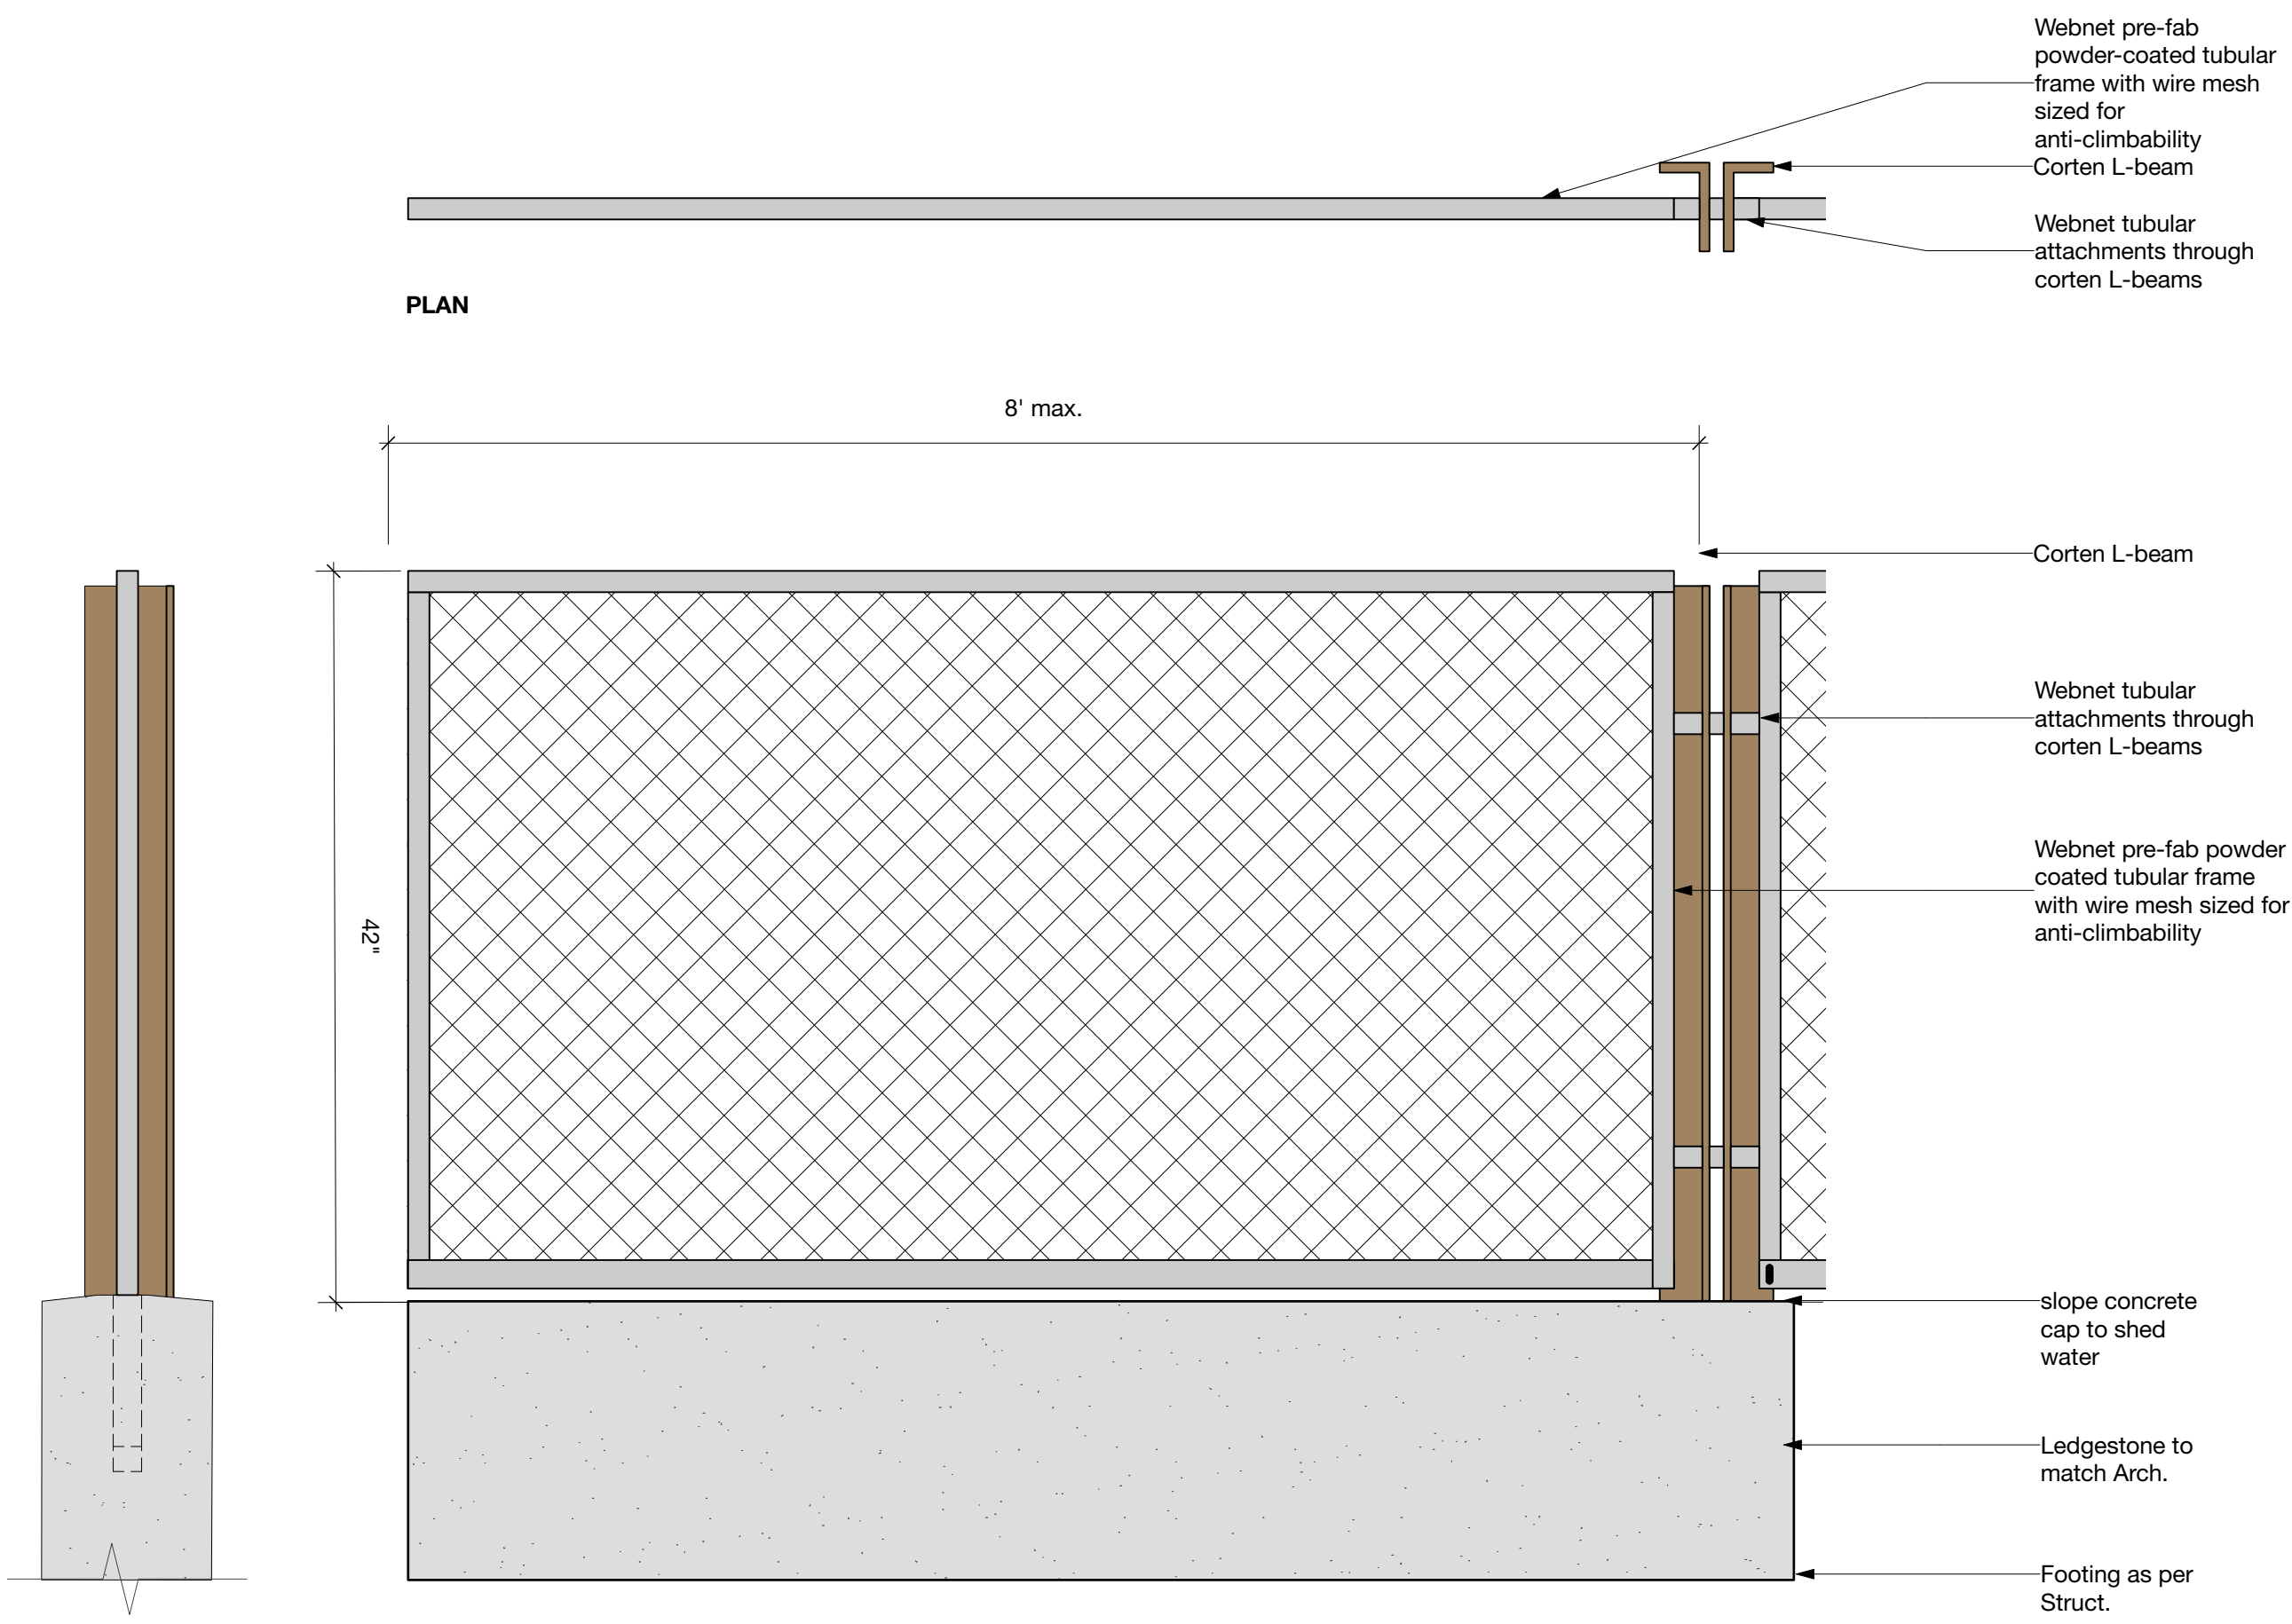 Webnet pre-fab
powder-coated tubular
frame with wire mesh
sized for
anti-climbability
Corten L-beam
Webnet tubular
attachments through
corten L-beams
PLAN
8' max.
Corten L-beam
Webnet tubular
attachments through
corten L-beams
Webnet pre-fab powder
coated tubular frame
with wire mesh sized for
anti-climbability
42"
slope concrete
cap to shed
water
Ledgestone to
match Arch.
Footing as per
Struct.